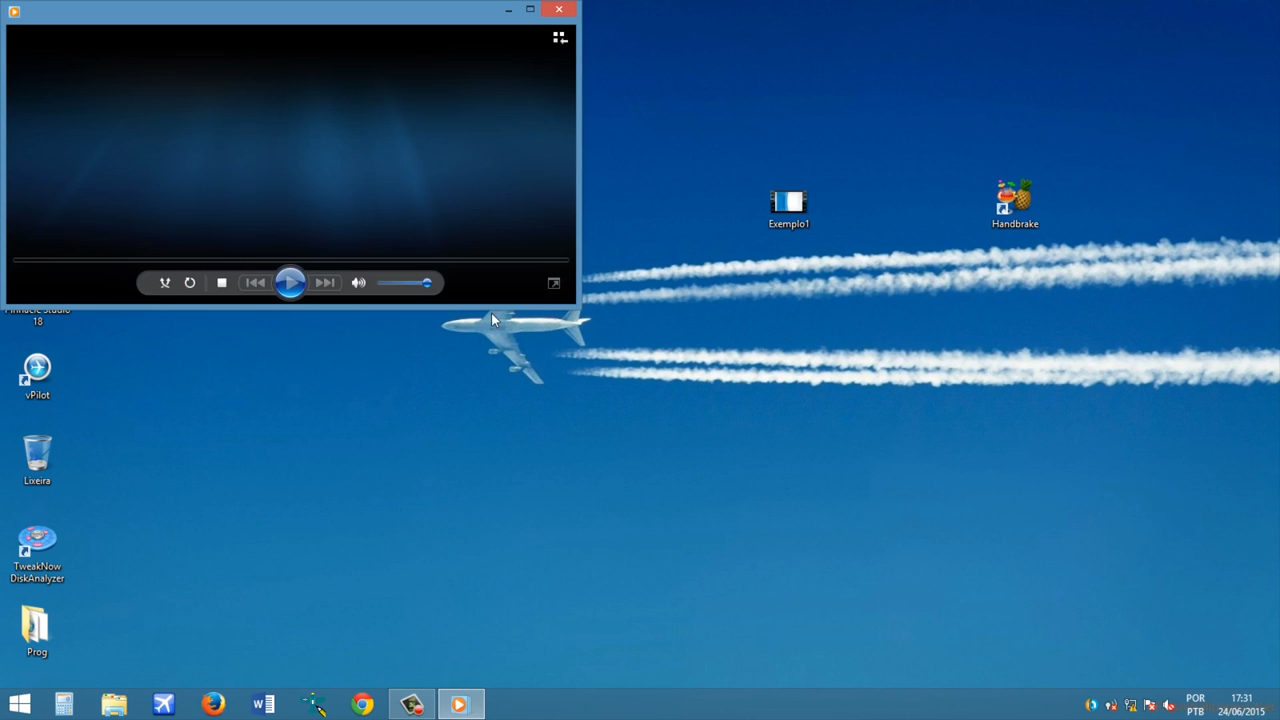 Exemplo1
Handbrake
Pinnacle Studio
18
vPilot
Lixeira
TweakNow
DiskAnalyzer
Prog
POR
PTB
17:31
24/06/2015